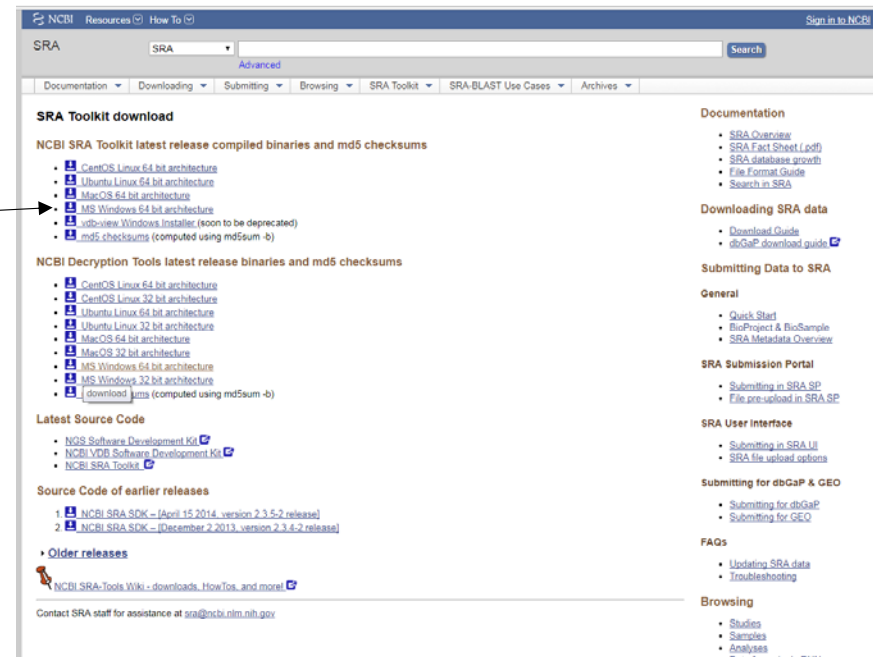 NCBI Resources How To Sign in to NCBI
SRA SRA Search
Advanced
Documentation Downloading Submitting Browsing SRA Toolkit SRA-BLAST Use Cases Archives
SRA Toolkit download
NCBI SRA Toolkit latest release compiled binaries and md5 checksums
CentOS Linux 64 bit architecture
Ubuntu Linux 64 bit architecture
MacOS 64 bit architecture
MS Windows 64 bit architecture
vdb-view Windows Installer (soon to be deprecated)
md5 checksums (computed using md5sum -b)
NCBI Decryption Tools latest release binaries and md5 checksums
CentOS Linux 64 bit architecture
CentOS Linux 32 bit architecture
Ubuntu Linux 64 bit architecture
Ubuntu Linux 32 bit architecture
MacOS 64 bit architecture
MacOS 32 bit architecture
MS Windows 64 bit architecture
MS Windows 32 bit architecture
download ums (computed using md5sum -b)
Latest Source Code
NGS Software Development Kit
NCBI VDB Software Development Kit
NCBI SRA Toolkit
Source Code of earlier releases
1. NCBI SRA SDK – [April 15 2014, version 2.3.5-2 release]
2. NCBI SRA SDK – [December 2 2013, version 2.3.4-2 release]
Older releases
NCBI SRA-Tools Wiki - downloads, HowTos, and more!
Contact SRA staff for assistance at sra@ncbi.nlm.nih.gov
Documentation
SRA Overview
SRA Fact Sheet (.pdf)
SRA database growth
File Format Guide
Search in SRA
Downloading SRA data
Download Guide
dbGaP download guide
Submitting Data to SRA
General
Quick Start
BioProject & BioSample
SRA Metadata Overview
SRA Submission Portal
Submitting in SRA SP
File pre-upload in SRA SP
SRA User Interface
Submitting in SRA UI
SRA file upload options
Submitting for dbGaP & GEO
Submitting for dbGaP
Submitting for GEO
FAQs
Updating SRA data
Troubleshooting
Browsing
Studies
Samples
Analyses